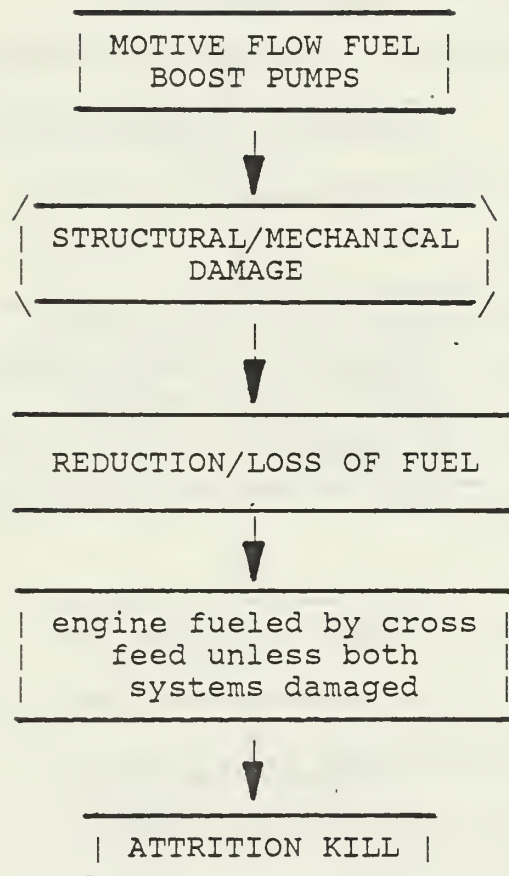 MOTIVE FLOW FUEL
BOOST PUMPS
STRUCTURAL/MECHANICAL
DAMAGE
REDUCTION/LOSS OF FUEL
engine fueled by cross
feed unless both
systems damaged
ATTRITION KILL